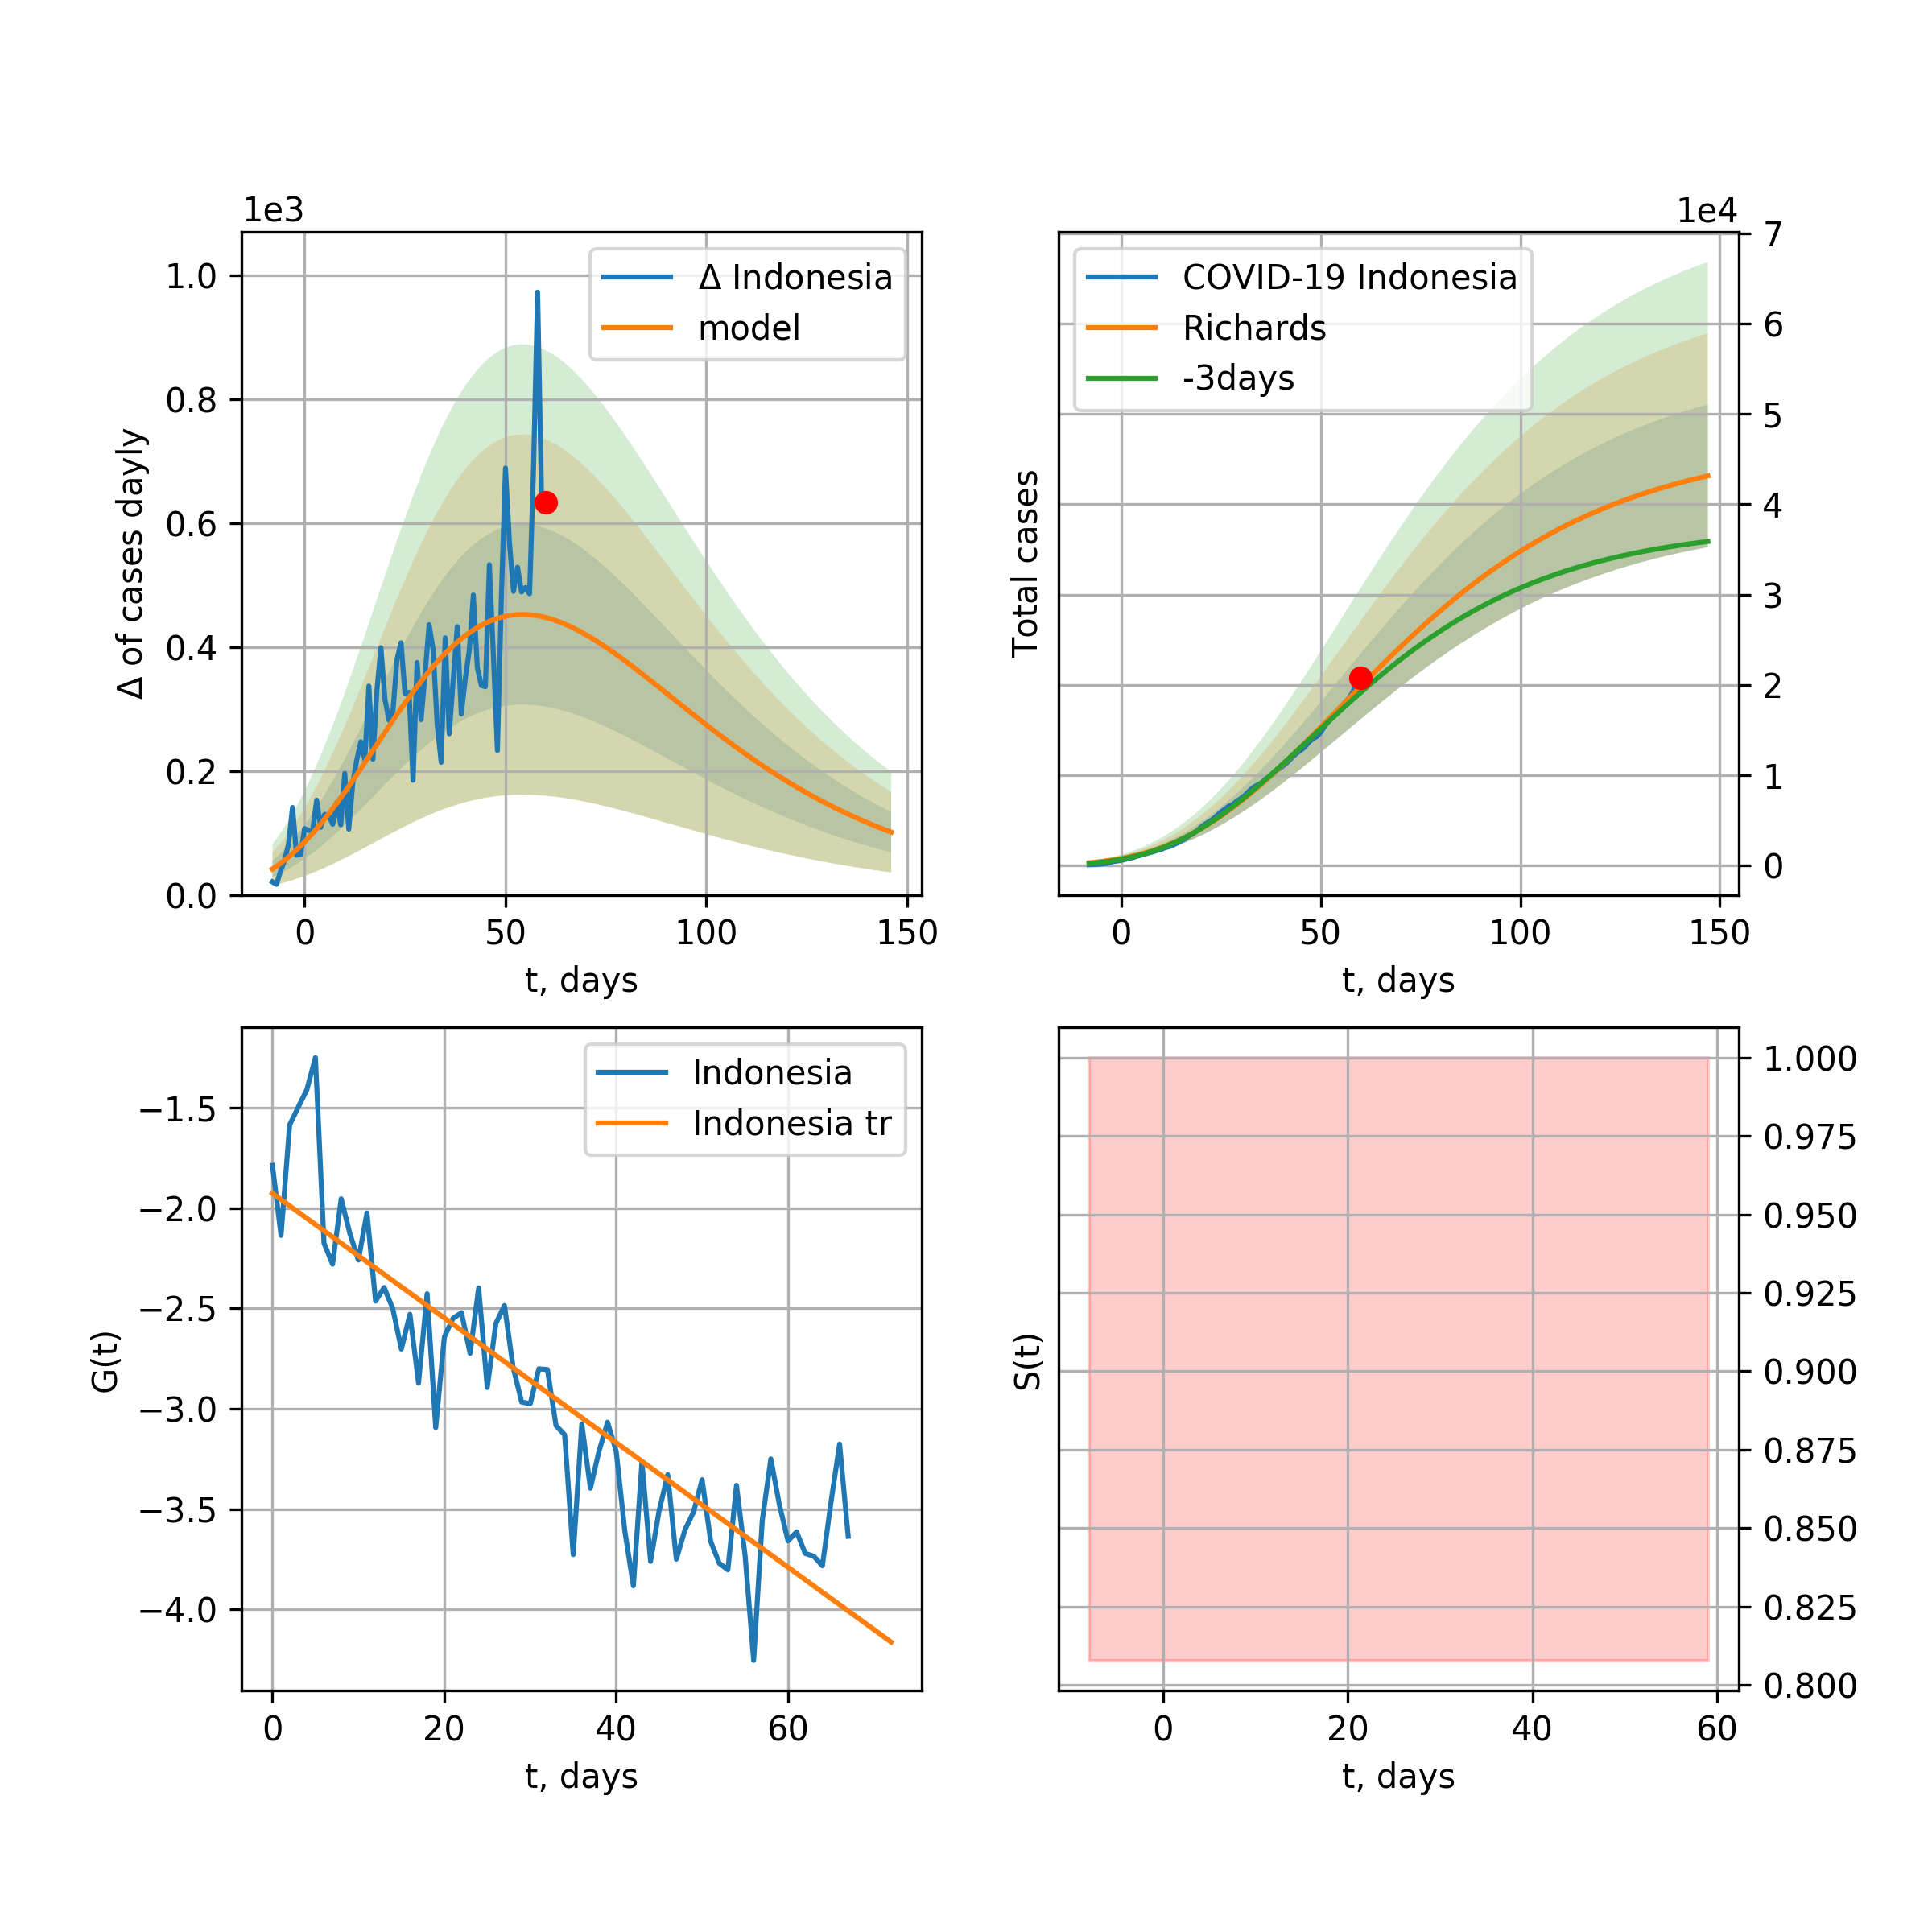 1e3
1.0
0.8
0.6
0.4
0.2
0.0
Δ of cases dayly
Δ Indonesia
model
0 50 100 150
t, days
1e4
7
6
5
4
3
2
1
0
Total cases
COVID-19 Indonesia
Richards
-3days
0 50 100 150
t, days
−1.5
−2.0
−2.5
−3.0
−3.5
−4.0
G(t)
Indonesia
Indonesia tr
0 20 40 60
t, days
1.000
0.975
0.950
0.925
0.900
0.875
0.850
0.825
0.800
S(t)
0 20 40 60
t, days